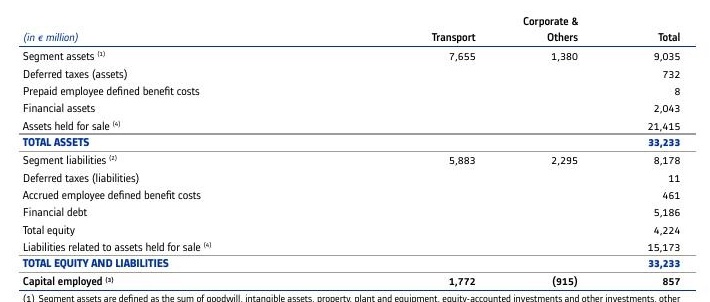 Corporate &
(in € million) Transport Others Total
Segment assets (1) 7,655 1,380 9,035
Deferred taxes (assets) 732
Prepaid employee defined benefit costs 8
Financial assets 2,043
Assets held for sale (4) 21,415
TOTAL ASSETS 33,233
Segment liabilities (2) 5,883 2,295 8,178
Deferred taxes (liabilities) 11
Accrued employee defined benefit costs 461
Financial debt 5,186
Total equity 4,224
Liabilities related to assets held for sale (4) 15,173
TOTAL EQUITY AND LIABILITIES 33,233
Capital employed (3) 1,772 (915) 857
(1) Segment assets are defined as the sum of goodwill, intangible assets, property, plant and equipment, equity-accounted investments and other investments, other